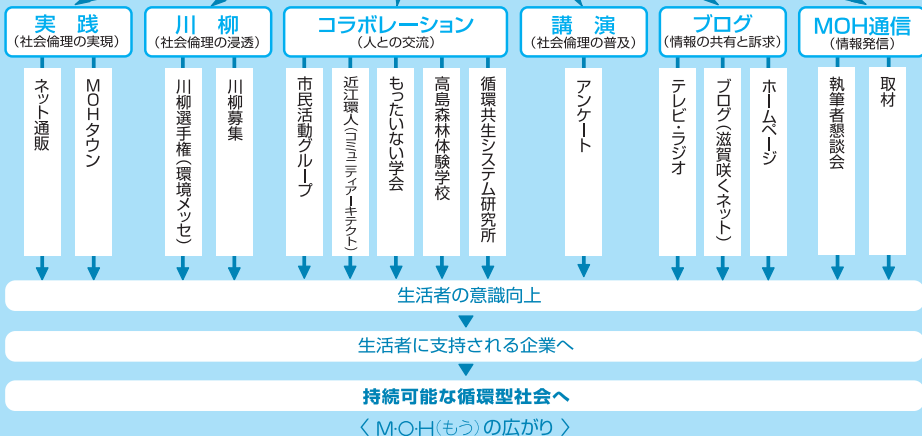 実践
(社会倫理の実現)
ネット通販
MOHタウン
川柳
(社会倫理の浸透)
川柳選手権(環境メッセ)
川柳募集
コラボレーション
(人との交流)
市民活動グループ
近江環人(コミュニティアーキテクト)
もったいない学会
高島森林体験学校
循環共生システム研究所
講演
(社会倫理の普及)
アンケート
ブログ
(情報の共有と訴求)
テレビ・ラジオ
ブログ(滋賀咲くネット)
ホームページ
MOH通信
(情報発信)
執筆者懇談会
取材
生活者の意識向上
生活者に支持される企業へ
持続可能な循環型社会へ
〈 M・O・H(もう)の広がり 〉